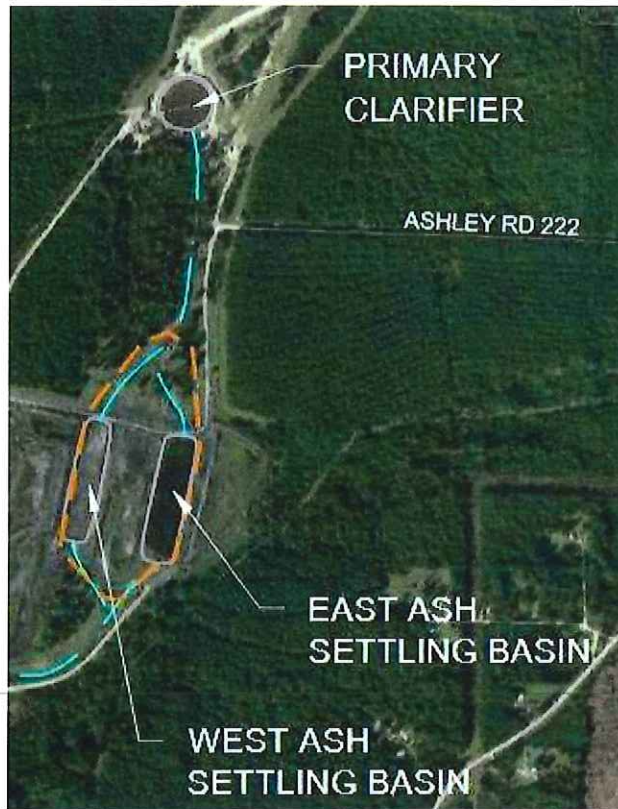 PRIMARY
CLARIFIER
ASHLEY RD 222
EAST ASH
SETTLING BASIN
WEST ASH
SETTLING BASIN